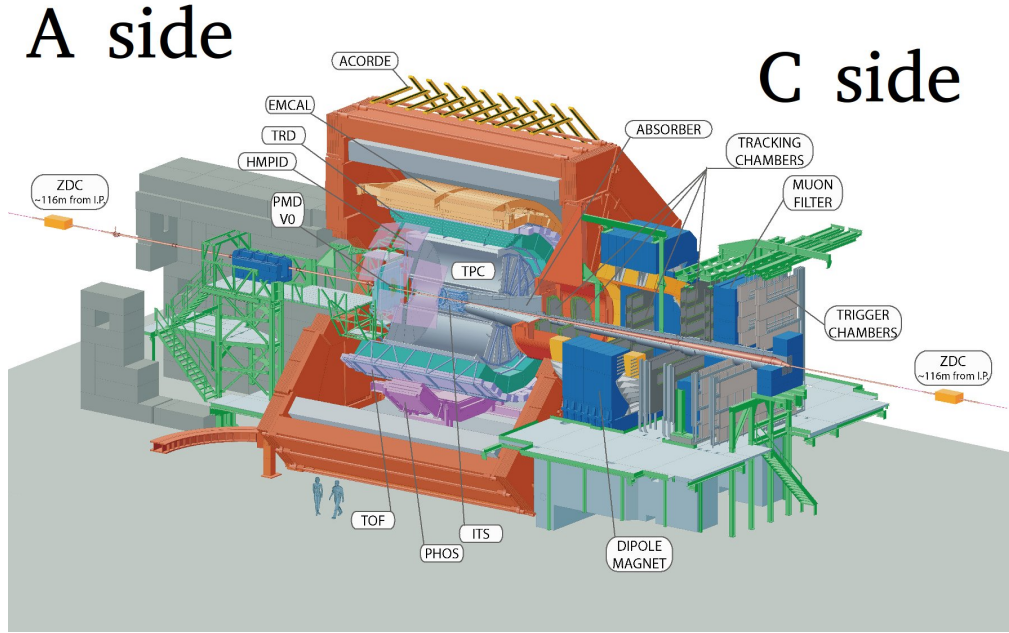 A side
C side
ACORDE
EMCAL
ABSORBER
TRD
TRACKING
CHAMBERS
HMPID
MUON
FILTER
ZDC
~116m from I.P.
PMD
V0
TPC
TRIGGER
CHAMBERS
ZDC
~116m from I.P.
TOF
ITS
PHOS
DIPOLE
MAGNET